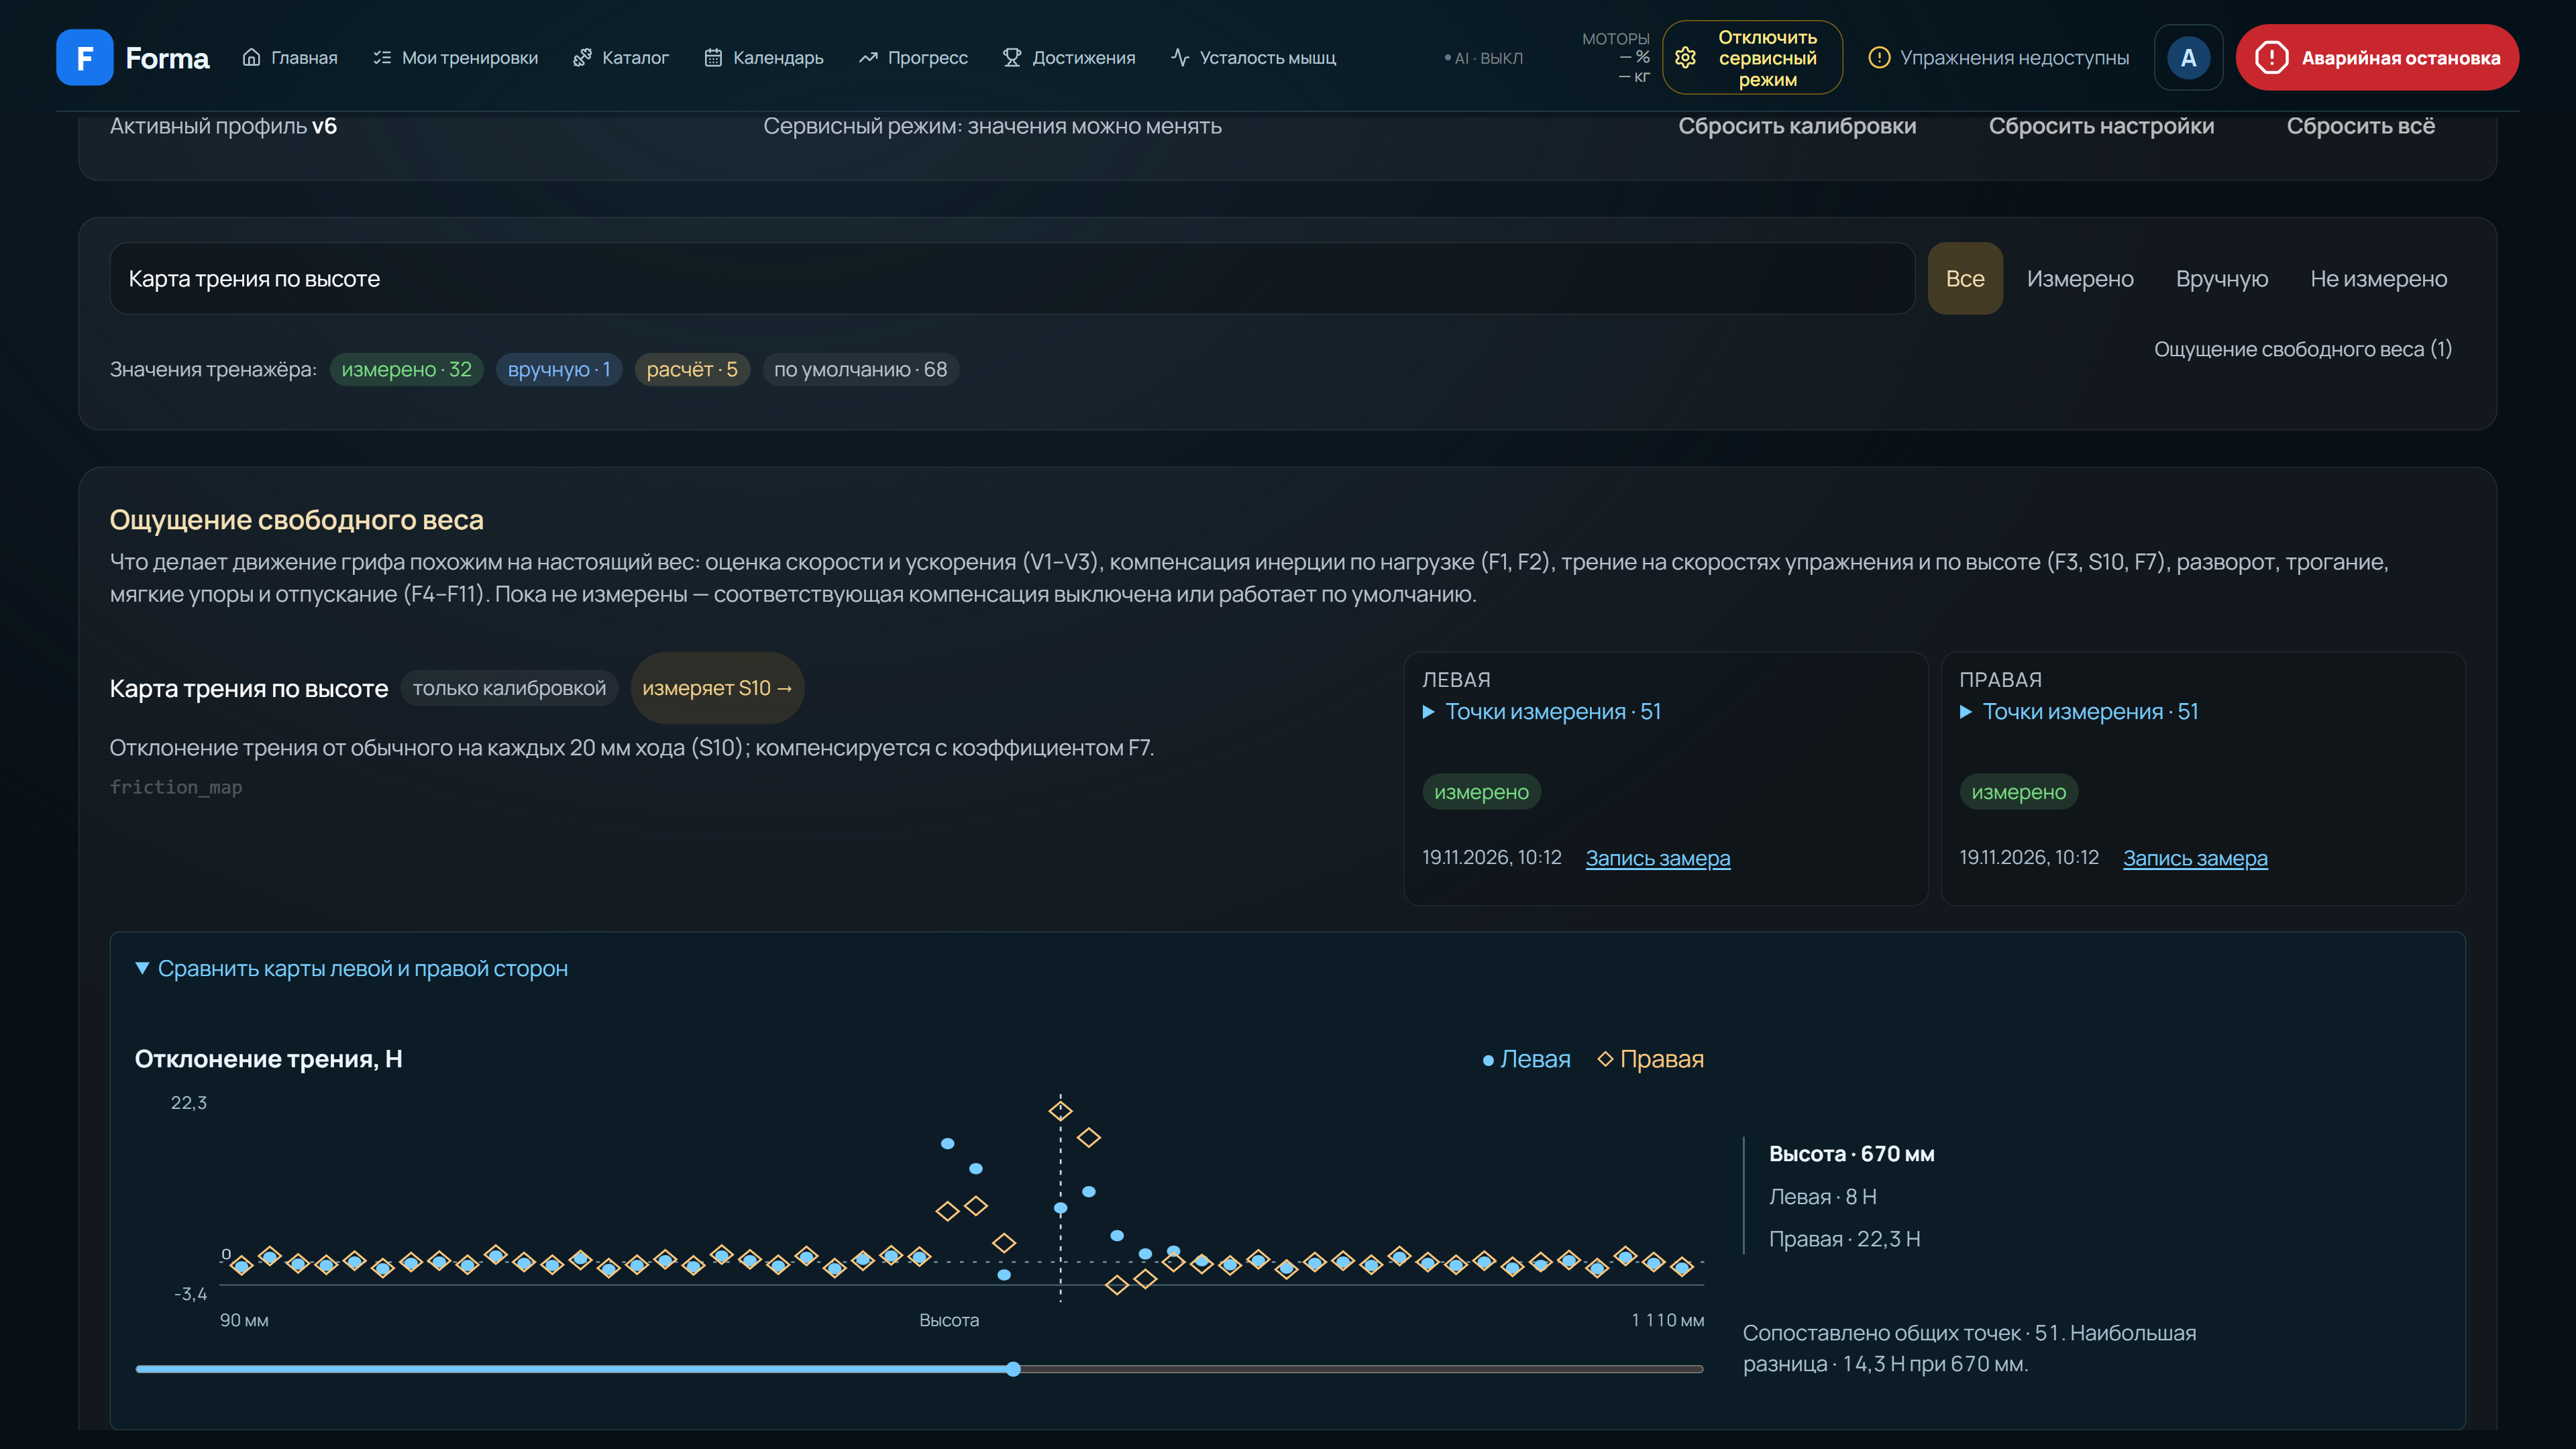 F Forma
Главная
Мои тренировки
Каталог
Календарь
Прогресс
Достижения
Усталость мышц
AI · ВЫКЛ
МОТОРЫ
— %
— кг
Отключить
сервисный
режим
Упражнения недоступны
A
Аварийная остановка
Активный профиль v6
Сервисный режим: значения можно менять
Сбросить калибровки
Сбросить настройки
Сбросить всё
Карта трения по высоте
Все
Измерено
Вручную
Не измерено
Значения тренажёра:
измерено · 32
вручную · 1
расчёт · 5
по умолчанию · 68
Ощущение свободного веса (1)
Ощущение свободного веса
Что делает движение грифа похожим на настоящий вес: оценка скорости и ускорения (V1–V3), компенсация инерции по нагрузке (F1, F2), трение на скоростях упражнения и по высоте (F3, S10, F7), разворот, трогание,
мягкие упоры и отпускание (F4–F11). Пока не измерены — соответствующая компенсация выключена или работает по умолчанию.
Карта трения по высоте
только калибровкой
измеряет S10 →
Отклонение трения от обычного на каждых 20 мм хода (S10); компенсируется с коэффициентом F7.
friction_map
ЛЕВАЯ
▶ Точки измерения · 51
измерено
19.11.2026, 10:12 Запись замера
ПРАВАЯ
▶ Точки измерения · 51
измерено
19.11.2026, 10:12 Запись замера
▼ Сравнить карты левой и правой сторон
Отклонение трения, Н
Левая
Правая
22,3
0
-3,4
90 мм
Высота
1 110 мм
Высота · 670 мм
Левая · 8 Н
Правая · 22,3 Н
Сопоставлено общих точек · 51. Наибольшая
разница · 14,3 Н при 670 мм.